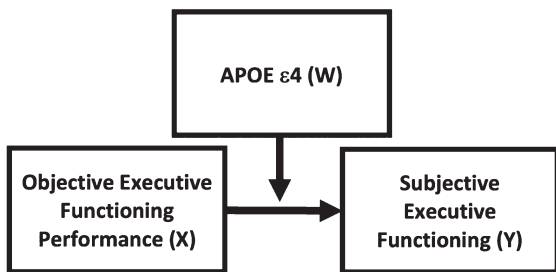 APOE ε4 (W)
Objective Executive
Functioning
Performance (X)
Subjective
Executive
Functioning (Y)